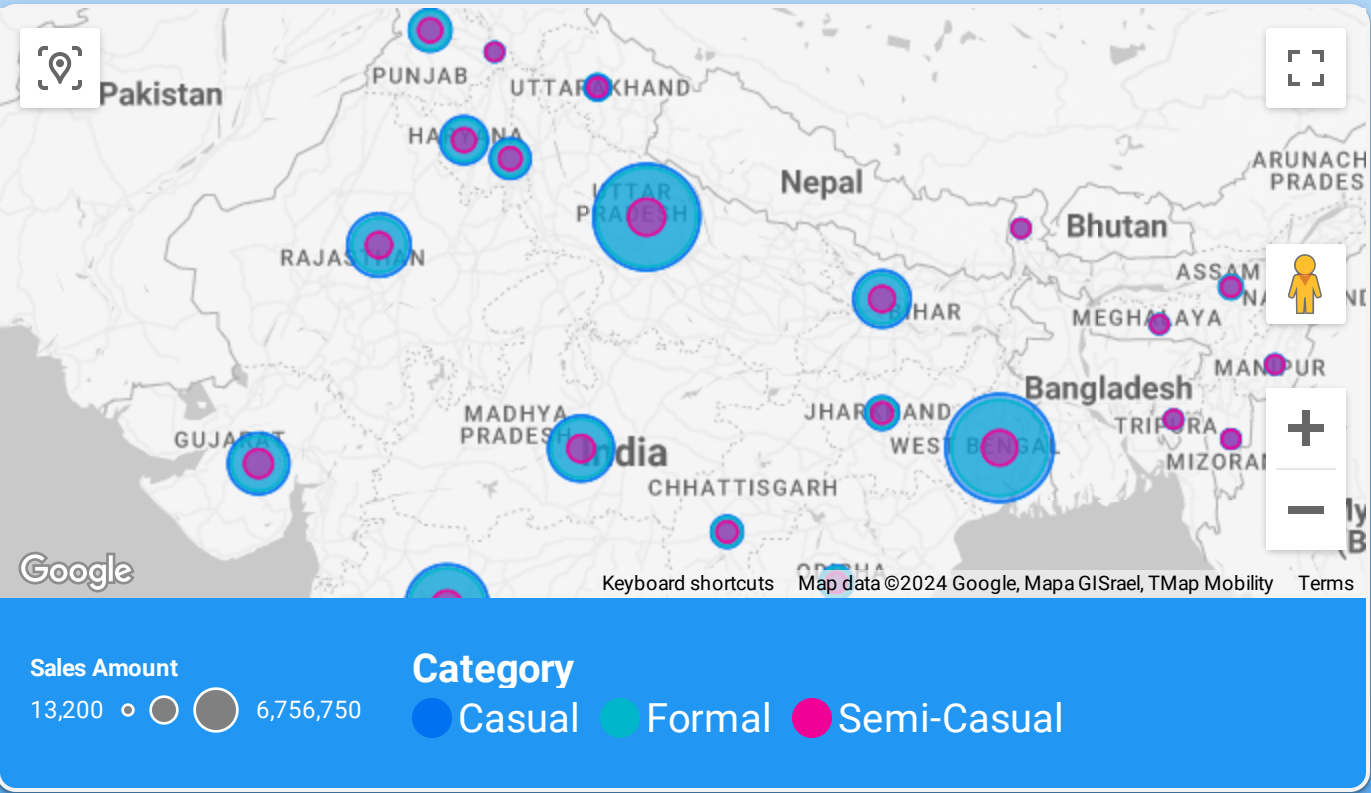 PUNJAB
Pakistan
UTTARAKHAND
HARYANA
ARUNACH
PRADES
Nepal
UTTAR
PRADESH
Bhutan
RAJASTHAN
ASSAM
BIHAR
MEGHALAYA
MANIPUR
Bangladesh
MADHYA
PRADESH
JHARKHAND
GUJARAT
TRIPURA
WEST BENGAL
India
MIZORAM
CHHATTISGARH
ODISHA
Google
Keyboard shortcuts
Map data ©2024 Google, Mapa GISrael, TMap Mobility
Terms
Sales Amount
13,200
6,756,750
Category
Casual
Formal
Semi-Casual